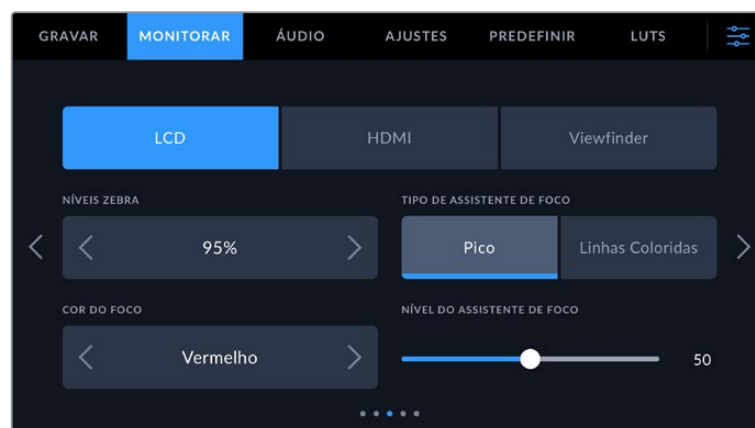 GRAVAR MONITORAR ÁUDIO AJUSTES PREDEFINIR LUTS
LCD HDMI Viewfinder
NÍVEIS ZEBRA TIPO DE ASSISTENTE DE FOCO
95% Pico Linhas Coloridas
COR DO FOCO NÍVEL DO ASSISTENTE DE FOCO
Vermelho 50